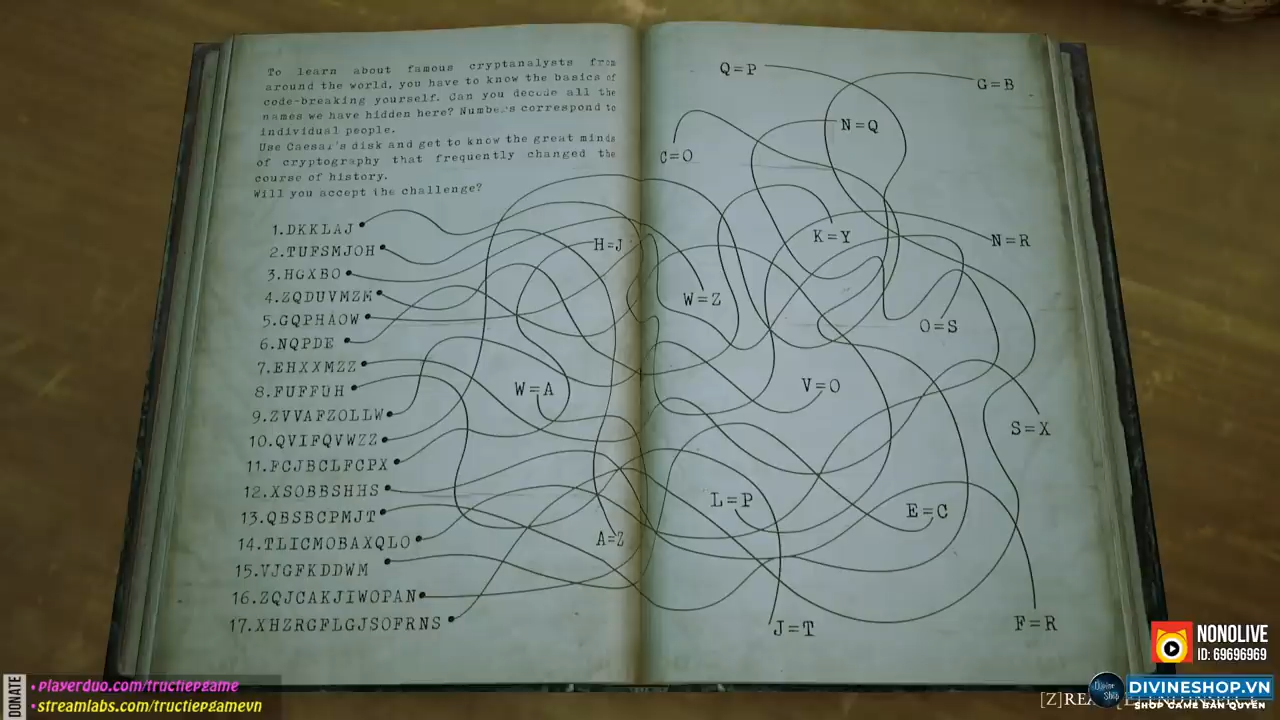 To learn about famous cryptanalysts from
around the world, you have to know the basics of
code-breaking yourself. Can you decode all the
names we have hidden here? Numbers correspond to
individual people.
Use Caesar's disk and get to know the great minds
of cryptography that frequently changed the
course of history.
Will you accept the challenge?
1.DKKLAJ
2.TUFSMJOH
3.HGXBO
4.ZQDUVMZM
5.GQPHAOW
6.NQPDE
7.EHXXMZZ
8.FUFFUH
9.ZVVAFZOLLW
10.QVIFQVWZZ
11.FCJBCLFCPX
12.XSOBBSHHS
13.QBSBCPMJT
14.TLICMOBAXQLO
15.VJGFKDDWM
16.ZQJCAKJIWOPAN
17.XHZRGFLGJSOFRNS
Q=P
G=B
N=Q
C=O
H=J
K=Y
N=R
W=Z
O=S
W=A
V=O
S=X
L=P
E=C
A=Z
J=T
F=R
NONOLIVE
ID: 69696969
DONATE
playerduo.com/tructiepgame
streamlabs.com/tructiepgamevn
DIVINESHOP.VN
SHOP GAME BẢN QUYỀN
[Z]